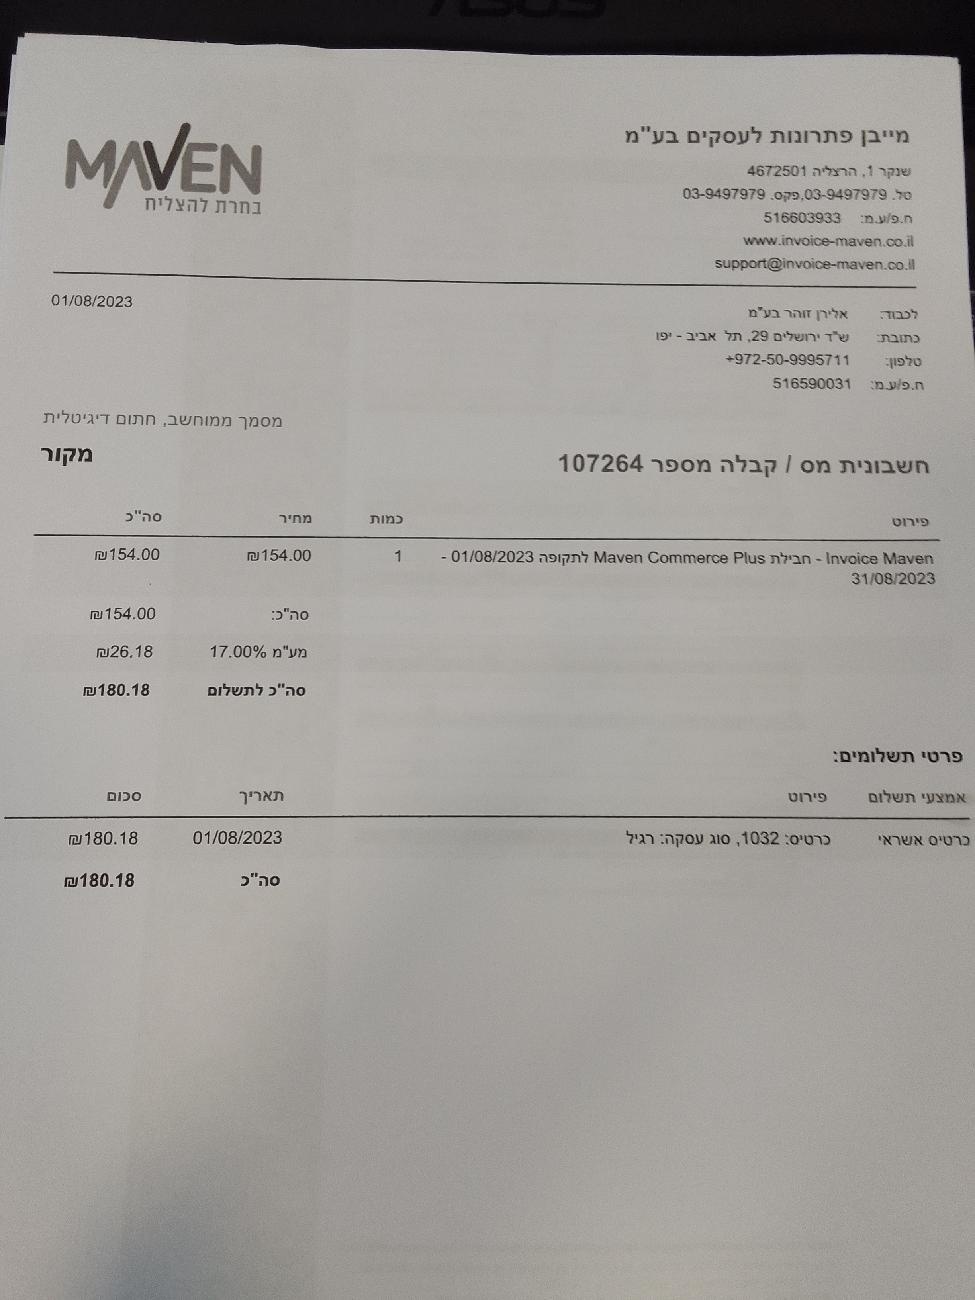 MAVEN
בחרת להצליח
מייבן פתרונות לעסקים בע"מ
שנקר 1, הרצליה 4672501
טל. 03-9497979,פקס. 03-9497979
ח.פ/ע.מ: 516603933
www.invoice-maven.co.il
support@invoice-maven.co.il
01/08/2023
לכבוד: אלירן זוהר בע"מ
כתובת: ש"ד ירושלים 29, תל אביב - יפו
טלפון: +972-50-9995711
ח.פ/ע.מ: 516590031
מסמך ממוחשב, חתום דיגיטלית
חשבונית מס / קבלה מספר 107264 מקור
פירוט כמות מחיר סה"כ
Invoice Maven - חבילת Maven Commerce Plus לתקופה 01/08/2023 - 1 ₪154.00 ₪154.00
31/08/2023
סה"כ: ₪154.00
מע"מ 17.00% ₪26.18
סה"כ לתשלום ₪180.18
פרטי תשלומים:
אמצעי תשלום פירוט תאריך סכום
כרטיס אשראי כרטיס: 1032, סוג עסקה: רגיל 01/08/2023 ₪180.18
סה"כ ₪180.18